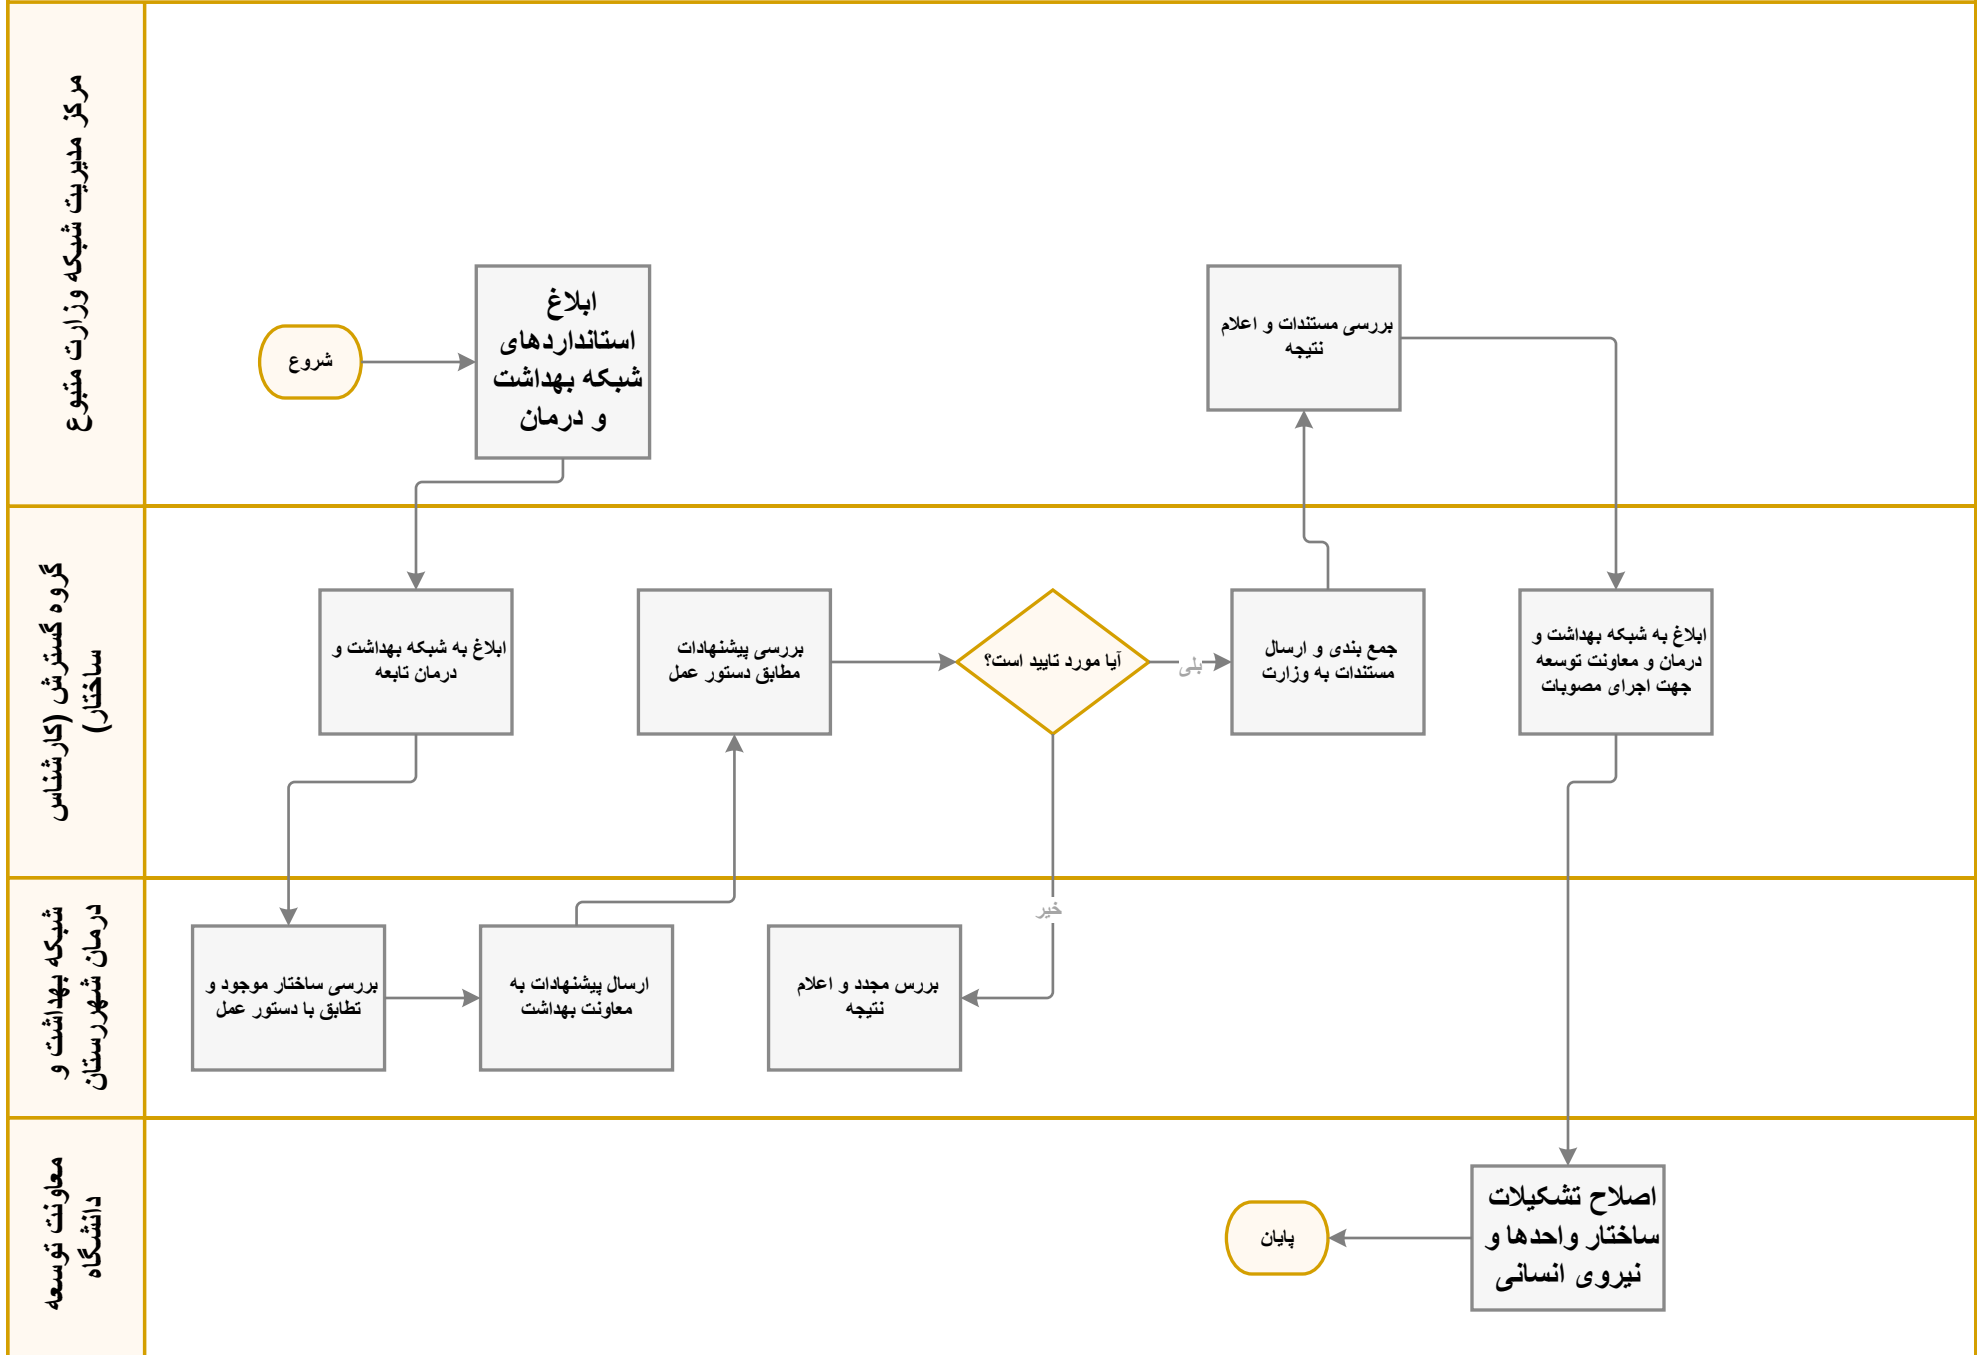 مرکز مدیریت شبکه وزارت متبوع
شروع
ابلاغ
استانداردهای
شبکه بهداشت
و درمان
بررسی مستندات و اعلام
نتیجه
گروه گسترش (کارشناس
ساختار)
ابلاغ به شبکه بهداشت و
درمان تابعه
بررسی پیشنهادات
مطابق دستور عمل
آیا مورد تایید است؟
بلی
جمع بندی و ارسال
مستندات به وزارت
ابلاغ به شبکه بهداشت و
درمان و معاونت توسعه
جهت اجرای مصوبات
شبکه بهداشت و
درمان شهررستان
بررسی ساختار موجود و
تطابق با دستور عمل
ارسال پیشنهادات به
معاونت بهداشت
بررس مجدد و اعلام
نتیجه
خیر
معاونت توسعه
دانشگاه
پایان
اصلاح تشکیلات
ساختار واحدها و
نیروی انسانی